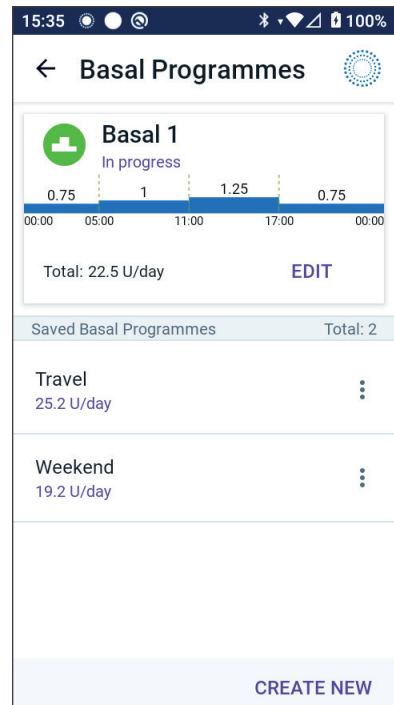 15:35 100%
Basal Programmes
Basal 1
In progress
0.75 1 1.25 0.75
00:00 05:00 11:00 17:00 00:00
Total: 22.5 U/day EDIT
Saved Basal Programmes Total: 2
Travel
25.2 U/day
Weekend
19.2 U/day
CREATE NEW